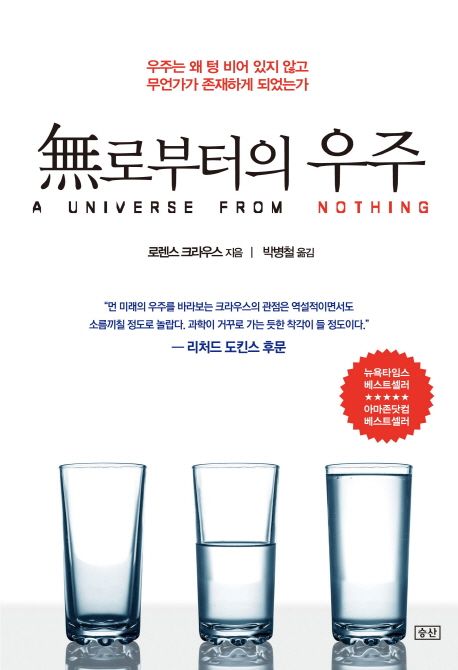 우주는 왜 텅 비어 있지 않고
무언가가 존재하게 되었는가
無로부터의 우주
A UNIVERSE FROM NOTHING
로렌스 크라우스 지음 | 박병철 옮김
“먼 미래의 우주를 바라보는 크라우스의 관점은 역설적이면서도
소름끼칠 정도로 놀랍다. 과학이 거꾸로 가는 듯한 착각이 들 정도이다.”
— 리처드 도킨스 후문
뉴욕타임스
베스트셀러
★★★★★
아마존닷컴
베스트셀러
승산